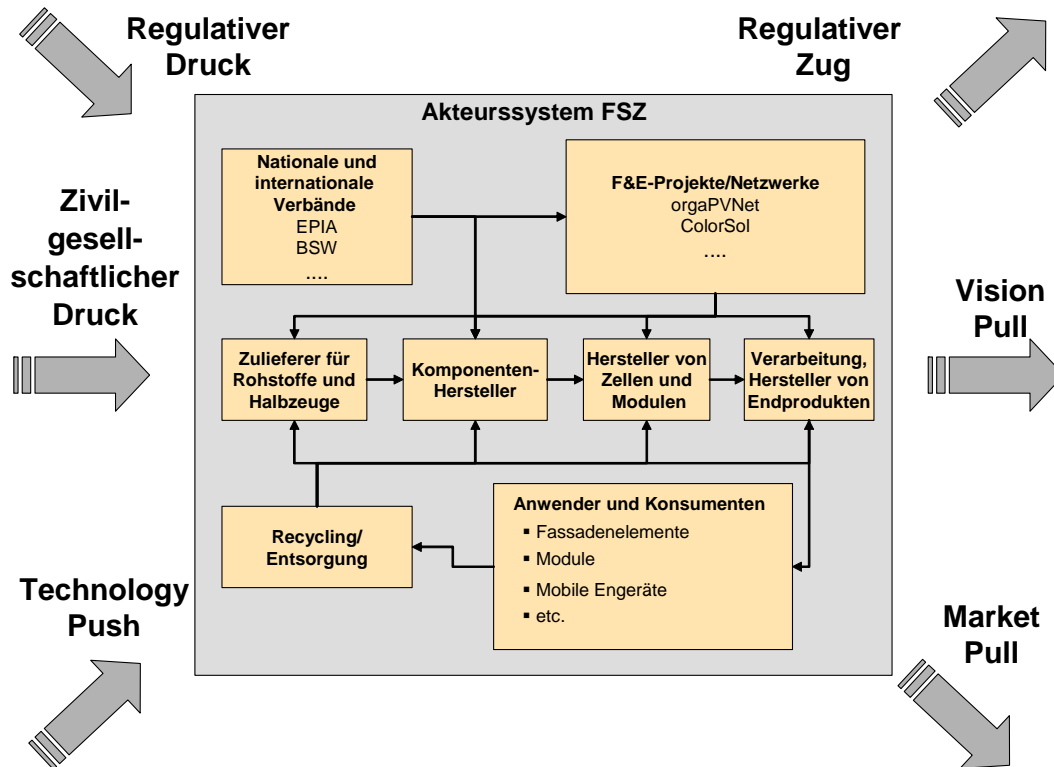 Regulativer
Druck
Regulativer
Zug
Akteurssystem FSZ
Nationale und
internationale
Verbände
EPIA
BSW
....
F&E-Projekte/Netzwerke
orgaPVNet
ColorSol
....
Zivil-
gesell-
schaftlicher
Druck
Vision
Pull
Zulieferer für
Rohstoffe und
Halbzeuge
Komponenten-
Hersteller
Hersteller von
Zellen und
Modulen
Verarbeitung,
Hersteller von
Endprodukten
Recycling/
Entsorgung
Anwender und Konsumenten
▪ Fassadenelemente
▪ Module
▪ Mobile Engeräte
▪ etc.
Technology
Push
Market
Pull